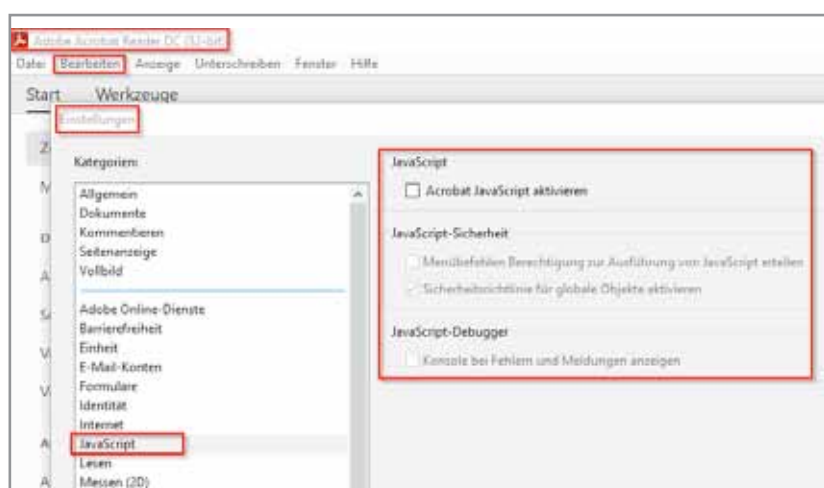 Adobe Acrobat Reader DC (32-bit)
Datei Bearbeiten Anzeige Unterschreiben Fenster Hilfe
Start Werkzeuge
Einstellungen
Kategorien:
Allgemein
Dokumente
Kommentieren
Seitenanzeige
Vollbild
Adobe Online-Dienste
Barrierefreiheit
Einheit
E-Mail-Konten
Formulare
Identität
Internet
JavaScript
Lesen
Messen (2D)
JavaScript
Acrobat JavaScript aktivieren
JavaScript-Sicherheit
Menübefehlen Berechtigung zur Ausführung von JavaScript erteilen
Sicherheitsrichtlinie für globale Objekte aktivieren
JavaScript-Debugger
Konsole bei Fehlern und Meldungen anzeigen